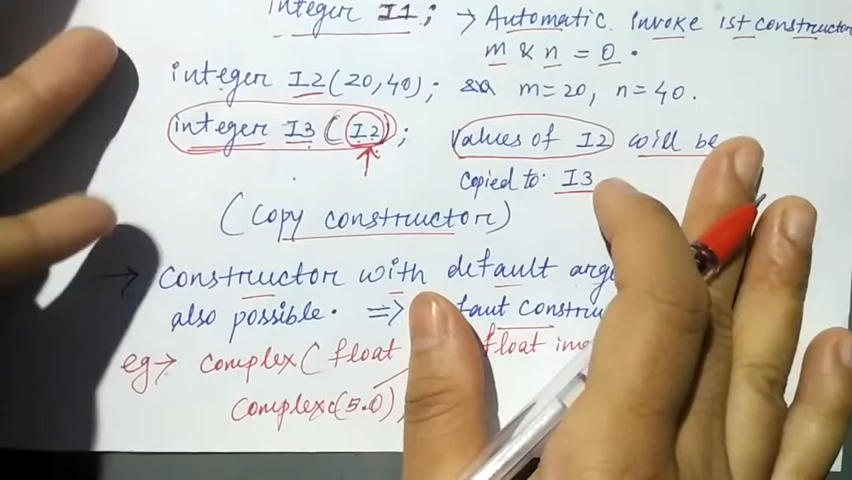 integer I1; → Automatic invoke 1st constructor
m & n = 0.
integer I2(20,40); m=20, n=40.
integer I3(I2); values of I2 will be
copied to I3
(copy constructor)
→ constructor with default
also possible. ⇒
eg → complex( float float
complex c(5.0),